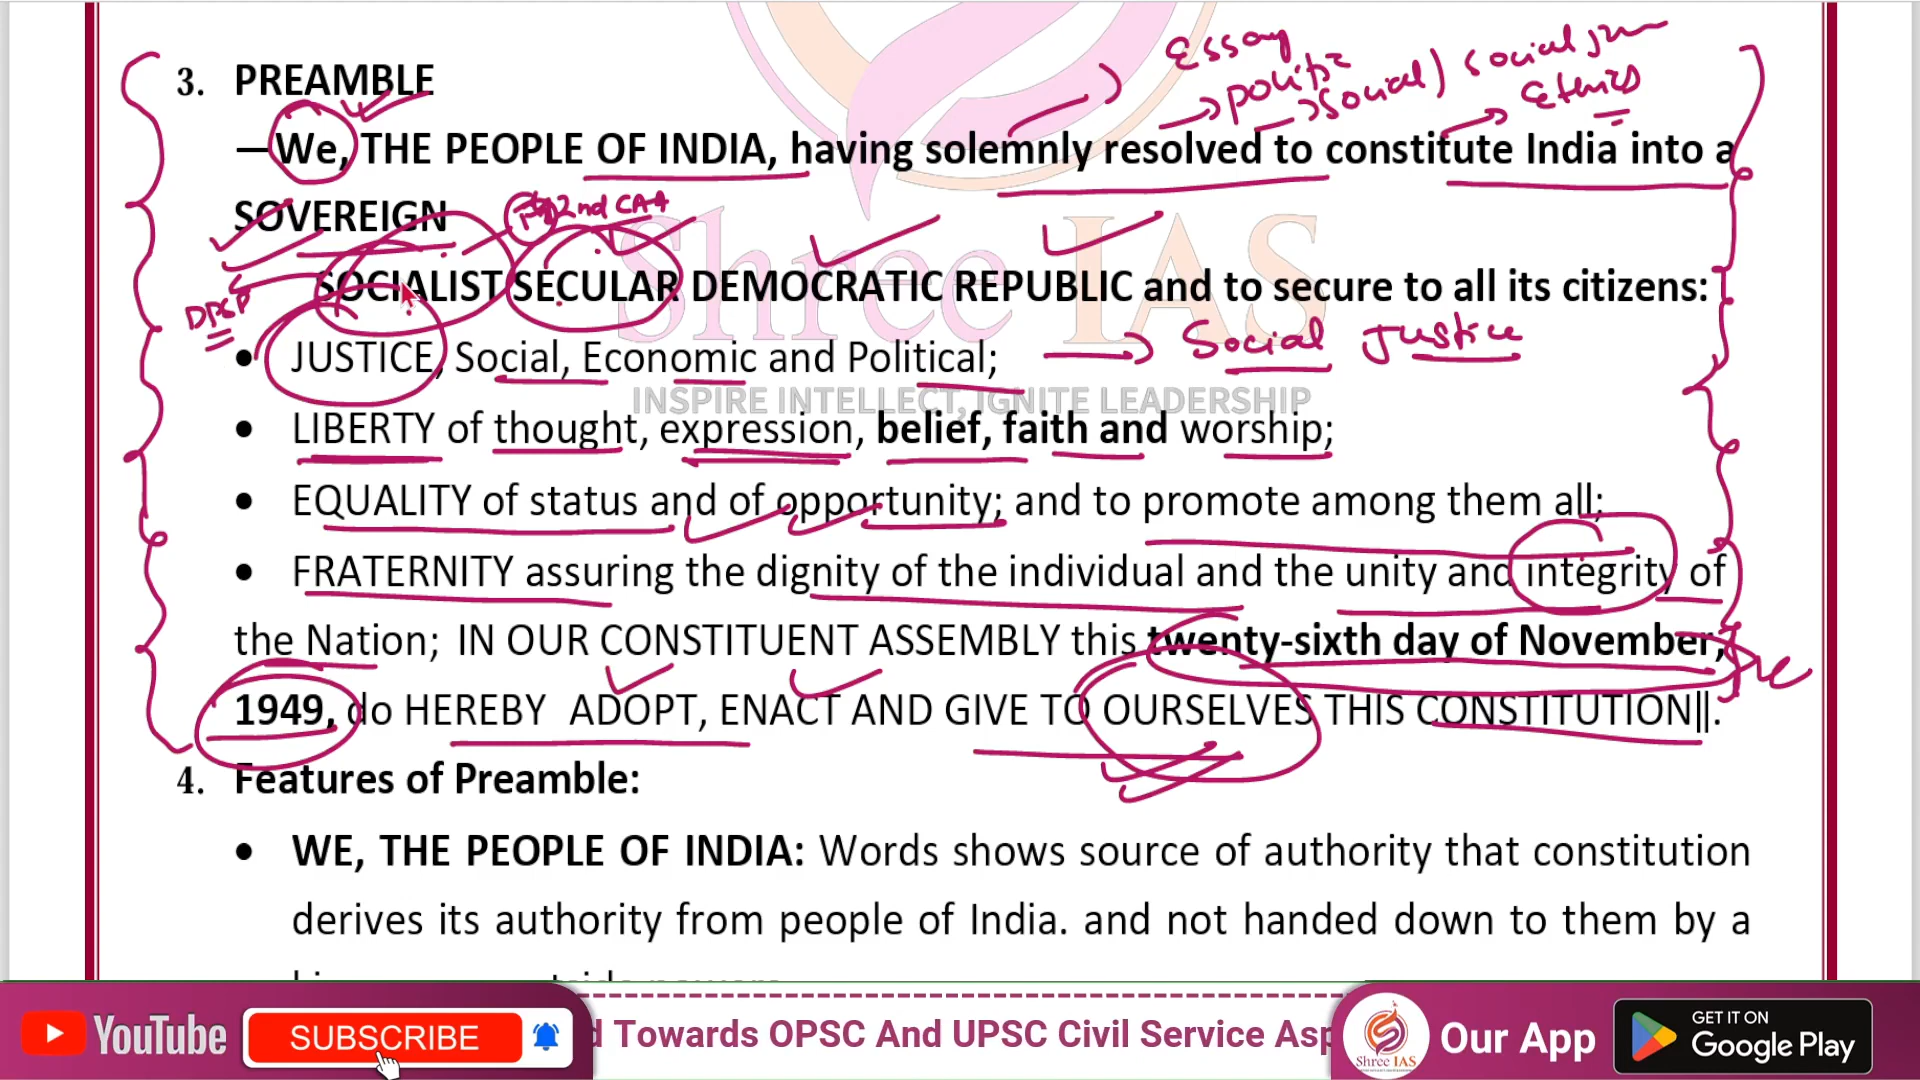 Essay
→ polity
→ social) social
→ Ethics
3. PREAMBLE
—We, THE PEOPLE OF INDIA, having solemnly resolved to constitute India into a
SOVEREIGN
42nd CAA
SOCIALIST SECULAR DEMOCRATIC REPUBLIC and to secure to all its citizens:
DPSP
• JUSTICE, Social, Economic and Political; → Social Justice
Shree IAS
INSPIRE INTELLECT, IGNITE LEADERSHIP
• LIBERTY of thought, expression, belief, faith and worship;
• EQUALITY of status and of opportunity; and to promote among them all;
• FRATERNITY assuring the dignity of the individual and the unity and integrity of
the Nation; IN OUR CONSTITUENT ASSEMBLY this twenty-sixth day of November,
1949, do HEREBY ADOPT, ENACT AND GIVE TO OURSELVES THIS CONSTITUTION‖.
4. Features of Preamble:
• WE, THE PEOPLE OF INDIA: Words shows source of authority that constitution
derives its authority from people of India. and not handed down to them by a
YouTube SUBSCRIBE d Towards OPSC And UPSC Civil Service Asp Shree IAS Our App GET IT ON Google Play